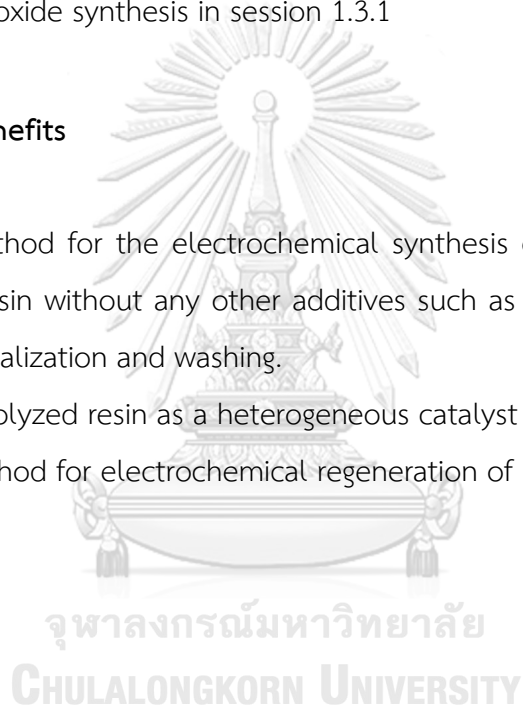 oxide synthesis in session 1.3.1
nefits
thod for the electrochemical synthesis
sin without any other additives such as
alization and washing.
olyzed resin as a heterogeneous catalyst
thod for electrochemical regeneration of
จุฬาลงกรณ์มหาวิทยาลัย
CHULALONGKORN UNIVERSITY